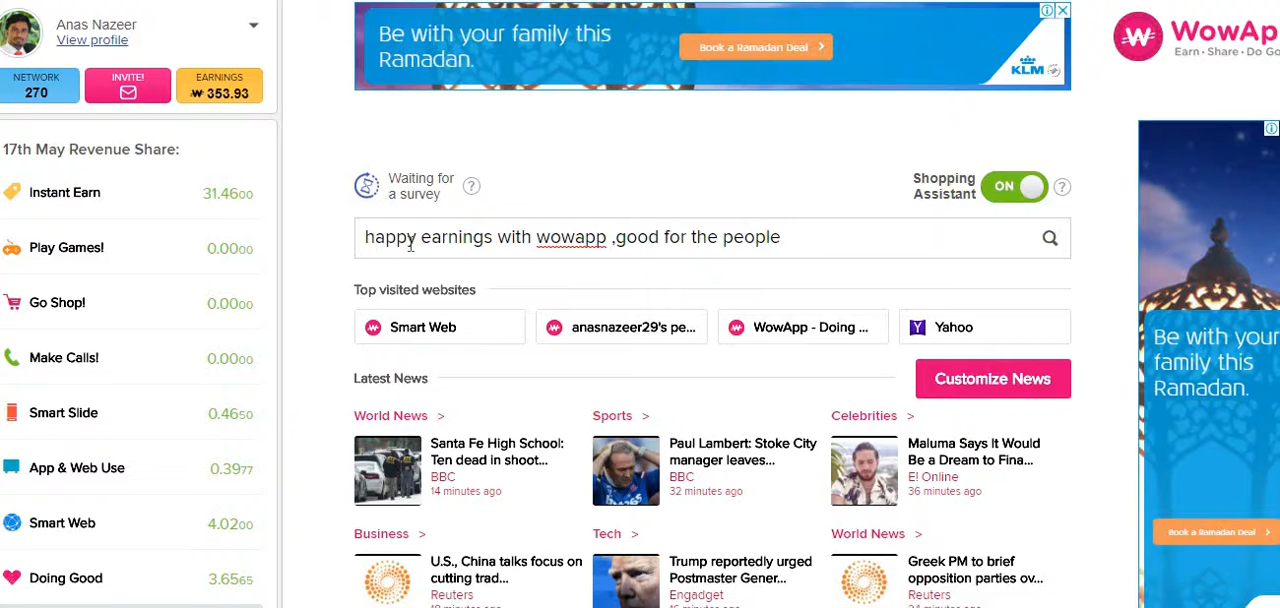 Anas Nazeer
View profile
NETWORK
270
INVITE!
EARNINGS
353.93
17th May Revenue Share:
Instant Earn 31.4600
Play Games! 0.0000
Go Shop! 0.0000
Make Calls! 0.0000
Smart Slide 0.4650
App & Web Use 0.3977
Smart Web 4.0200
Doing Good 3.6565
Be with your family this
Ramadan.
Book a Ramadan Deal
KLM
WowAp
Earn • Share • Do Go
Waiting for
a survey
?
Shopping
Assistant
ON
?
happy earnings with wowapp ,good for the people
Top visited websites
Smart Web
anasnazeer29's pe...
WowApp - Doing ...
Yahoo
Latest News
Customize News
World News >
Santa Fe High School:
Ten dead in shoot...
BBC
14 minutes ago
Sports >
Paul Lambert: Stoke City
manager leaves...
BBC
32 minutes ago
Celebrities >
Maluma Says It Would
Be a Dream to Fina...
E! Online
36 minutes ago
Business >
U.S., China talks focus on
cutting trad...
Reuters
Tech >
Trump reportedly urged
Postmaster Gener...
Engadget
World News >
Greek PM to brief
opposition parties ov...
Reuters
Be with your
family this
Ramadan.
Book a Ramadan Deal